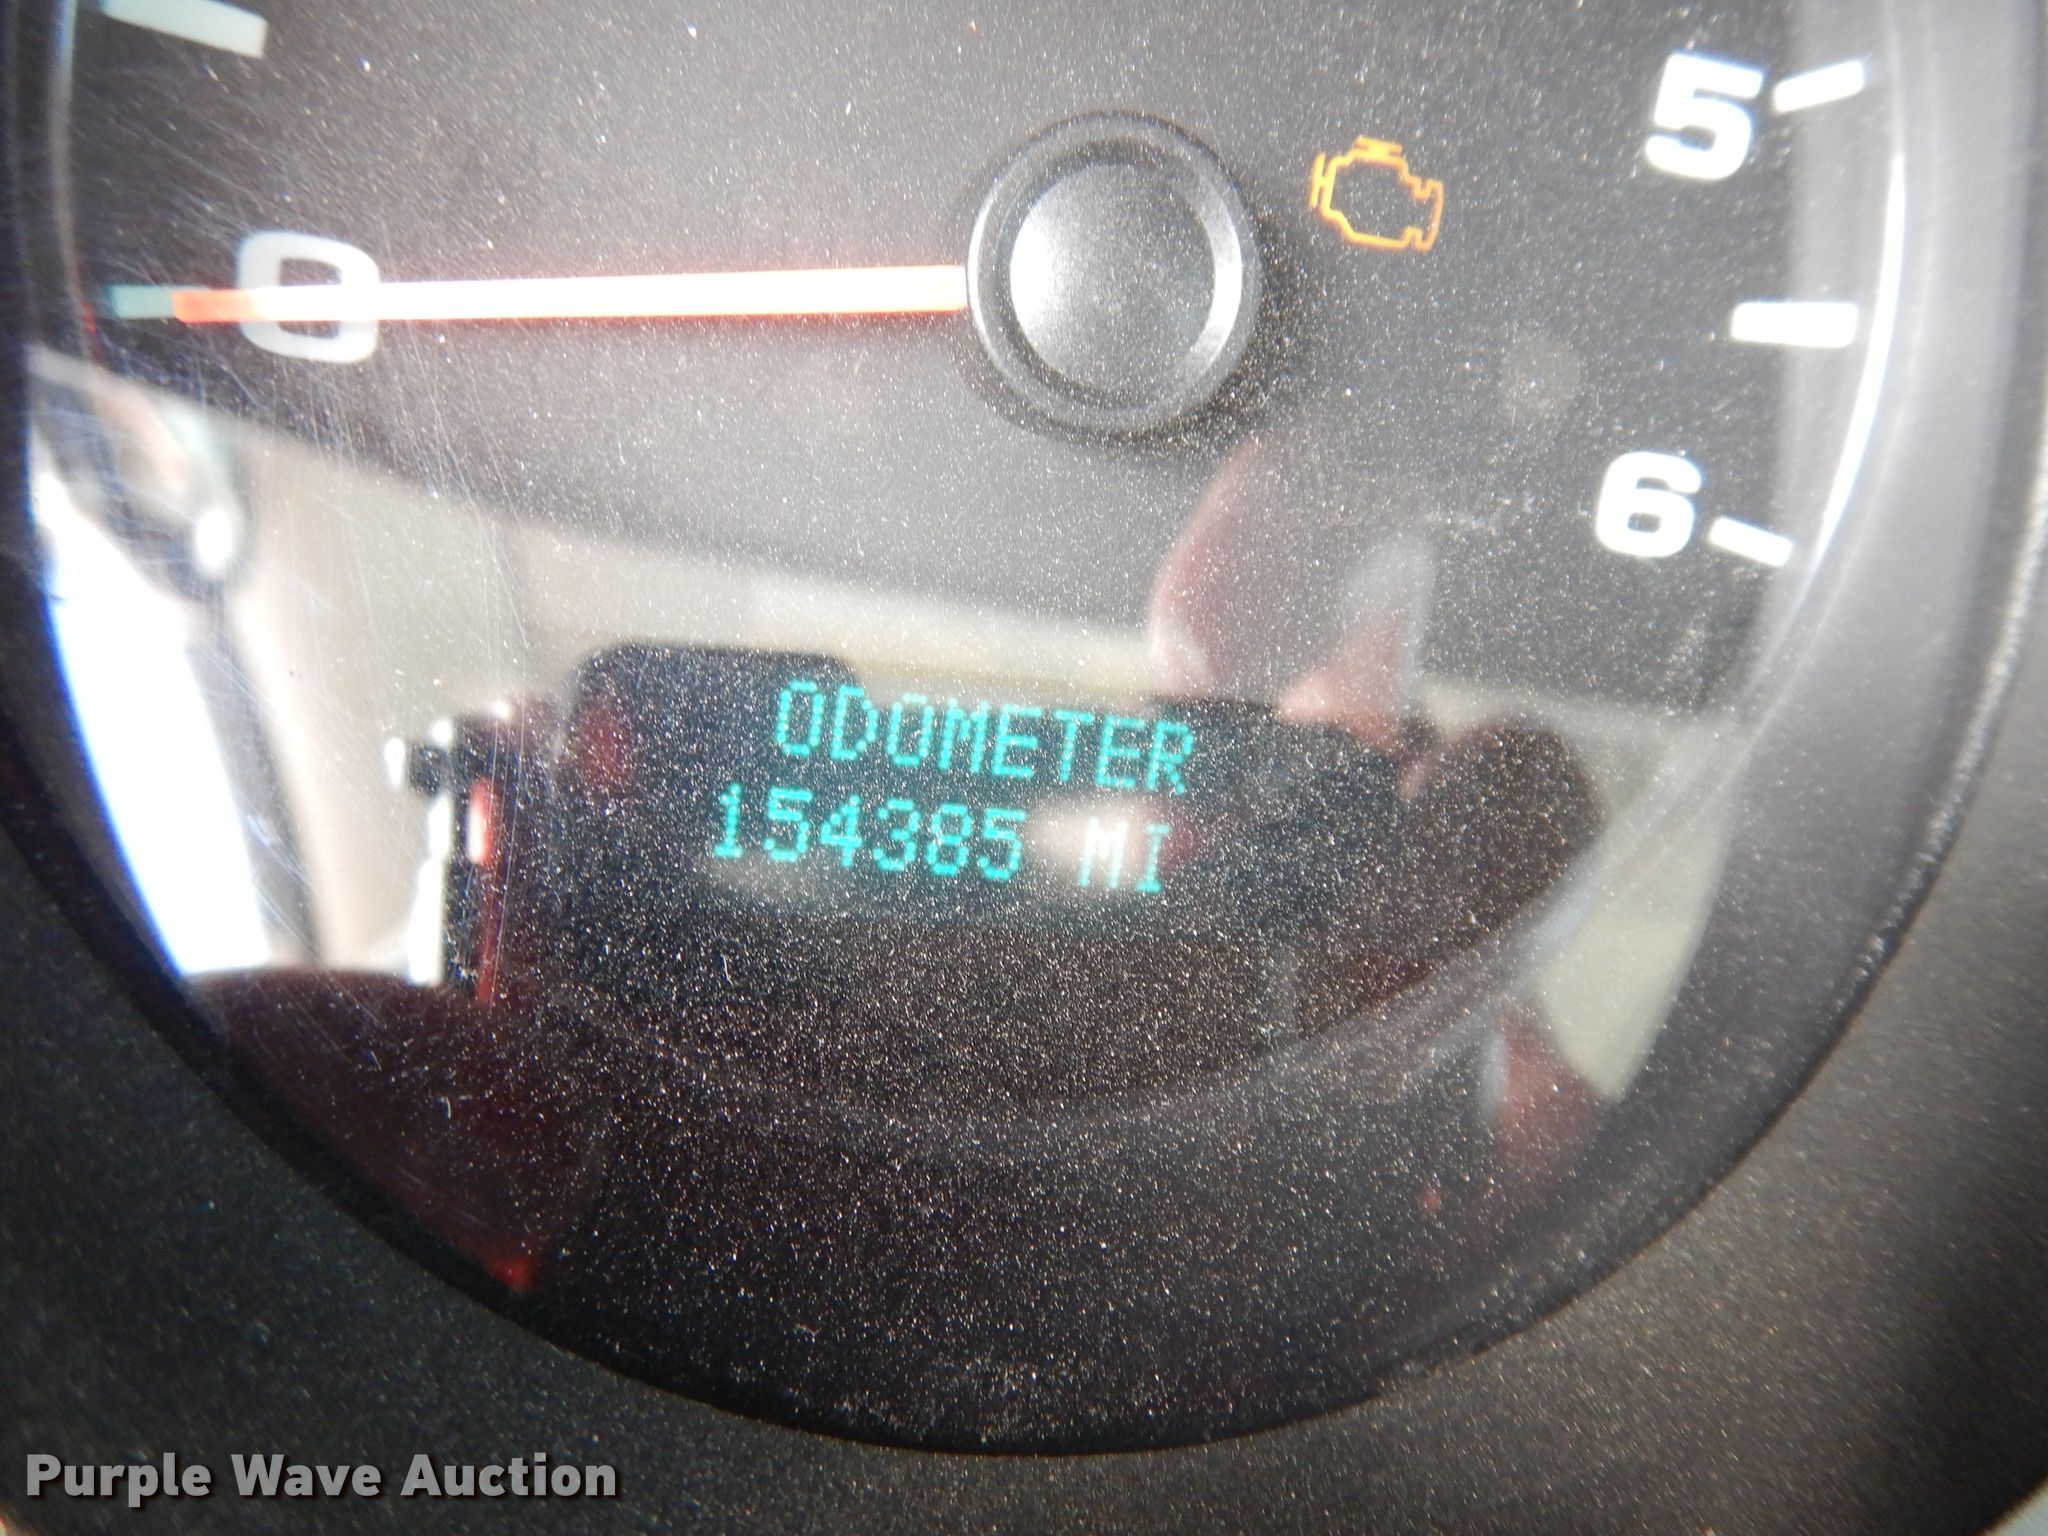 5
0
6
ODOMETER
154385 MI
Purple Wave Auction